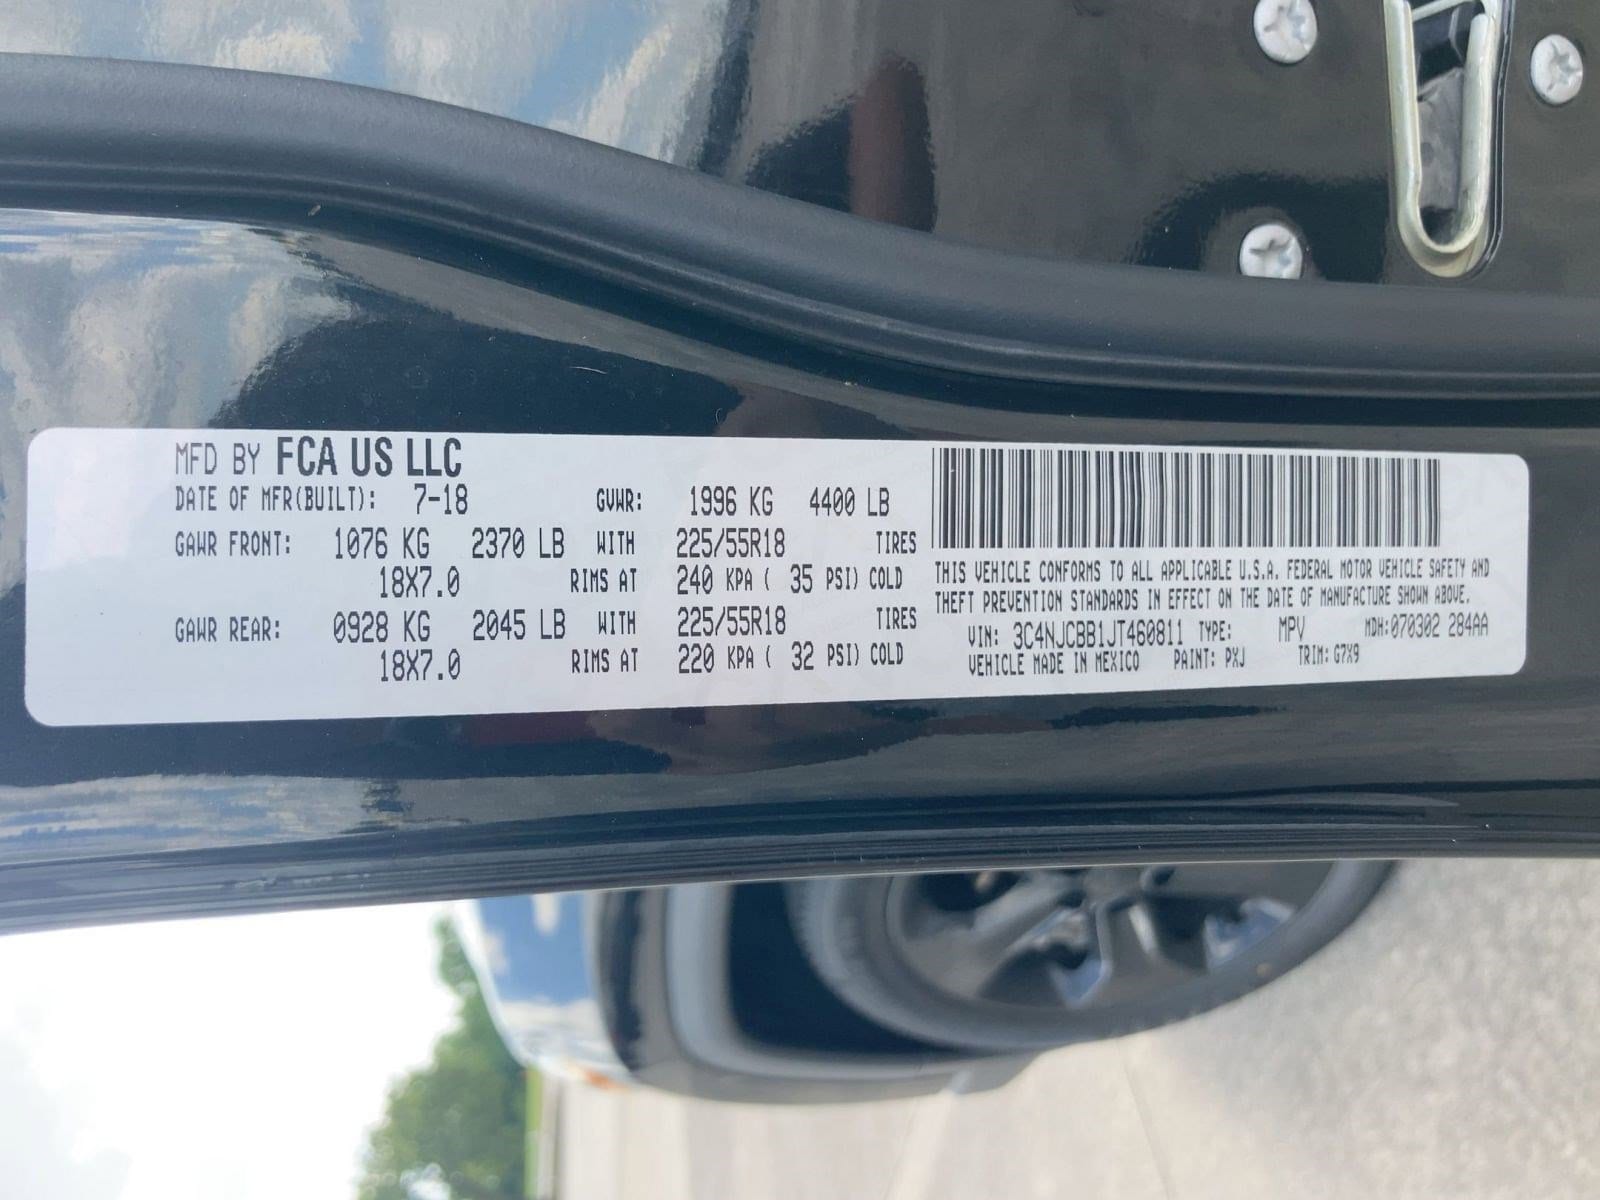 MFD BY FCA US LLC
DATE OF MFR(BUILT): 7-18 GVWR: 1996 KG 4400 LB
GAWR FRONT: 1076 KG 2370 LB WITH 225/55R18 TIRES
18X7.0 RIMS AT 240 KPA ( 35 PSI) COLD
GAWR REAR: 0928 KG 2045 LB WITH 225/55R18 TIRES
18X7.0 RIMS AT 220 KPA ( 32 PSI) COLD
THIS VEHICLE CONFORMS TO ALL APPLICABLE U.S.A. FEDERAL MOTOR VEHICLE SAFETY AND
THEFT PREVENTION STANDARDS IN EFFECT ON THE DATE OF MANUFACTURE SHOWN ABOVE.
VIN: 3C4NJCBB1JT460811 TYPE: MPV MDH:070302 284AA
VEHICLE MADE IN MEXICO PAINT: PXJ TRIM: G7X9